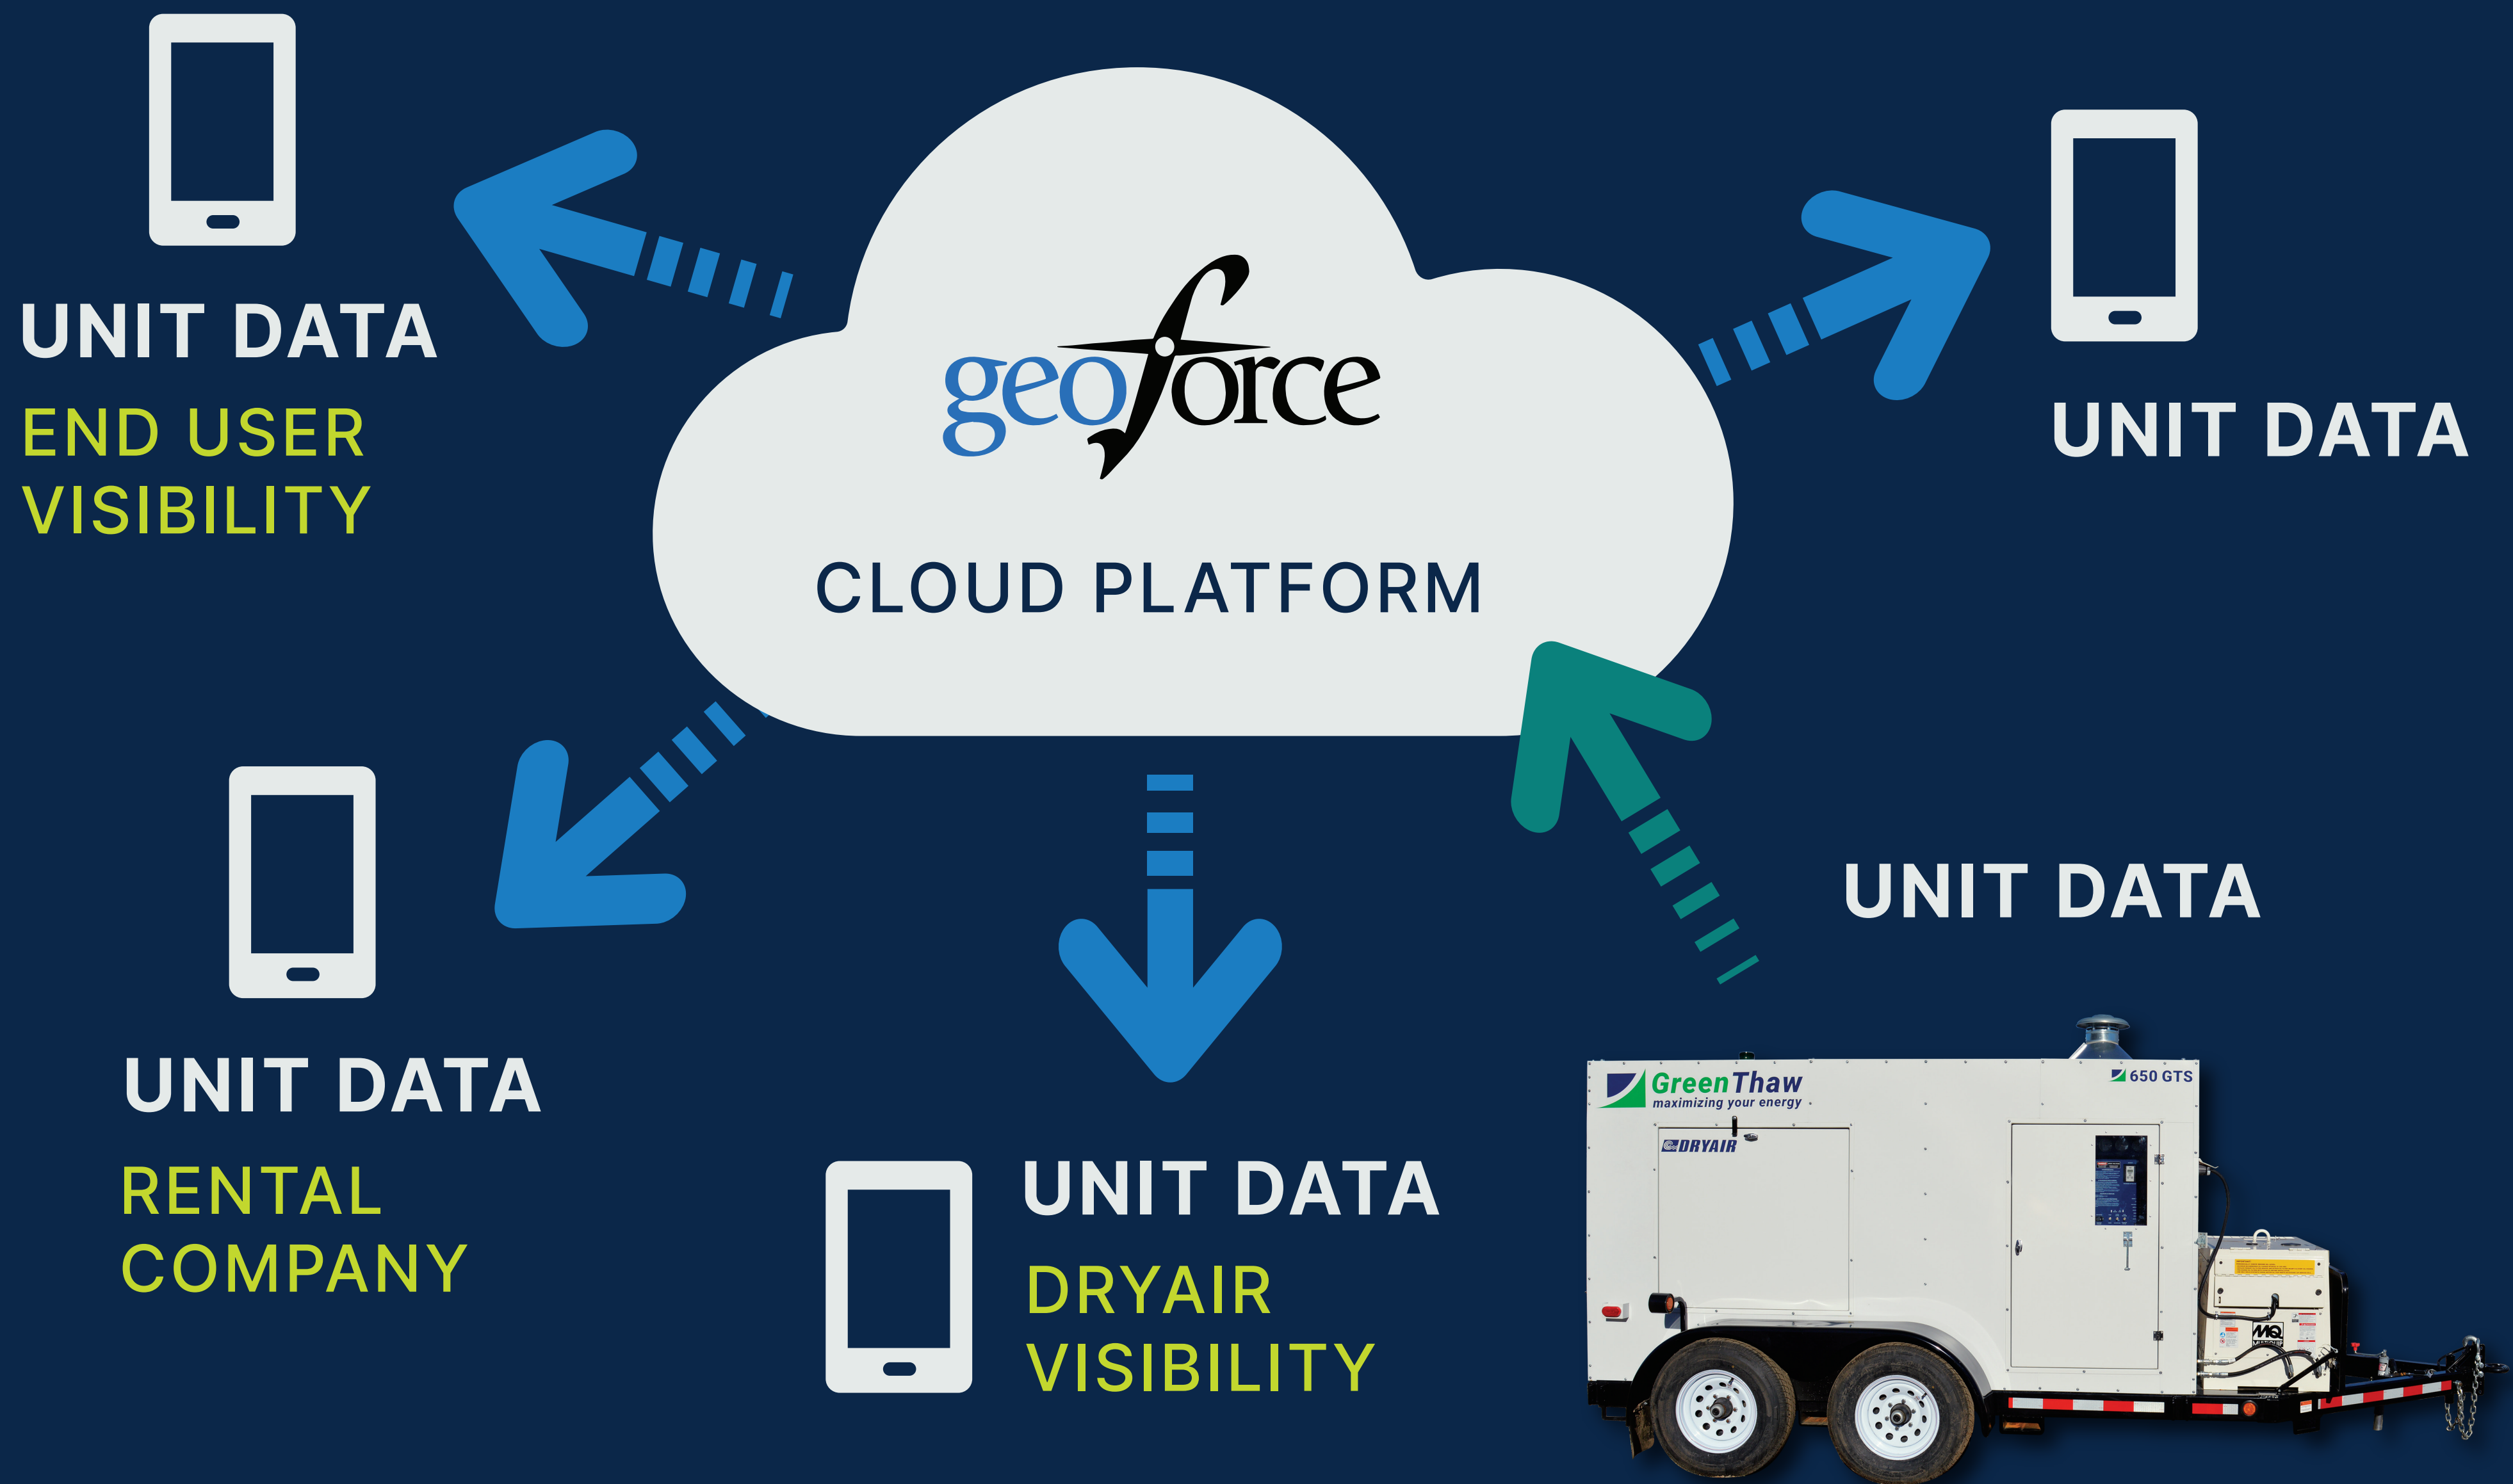 geoforce
CLOUD PLATFORM
UNIT DATA
END USER
VISIBILITY
UNIT DATA
UNIT DATA
RENTAL
COMPANY
UNIT DATA
DRYAIR
VISIBILITY
UNIT DATA
GreenThaw
maximizing your energy
650 GTS
DRYAIR
MQ